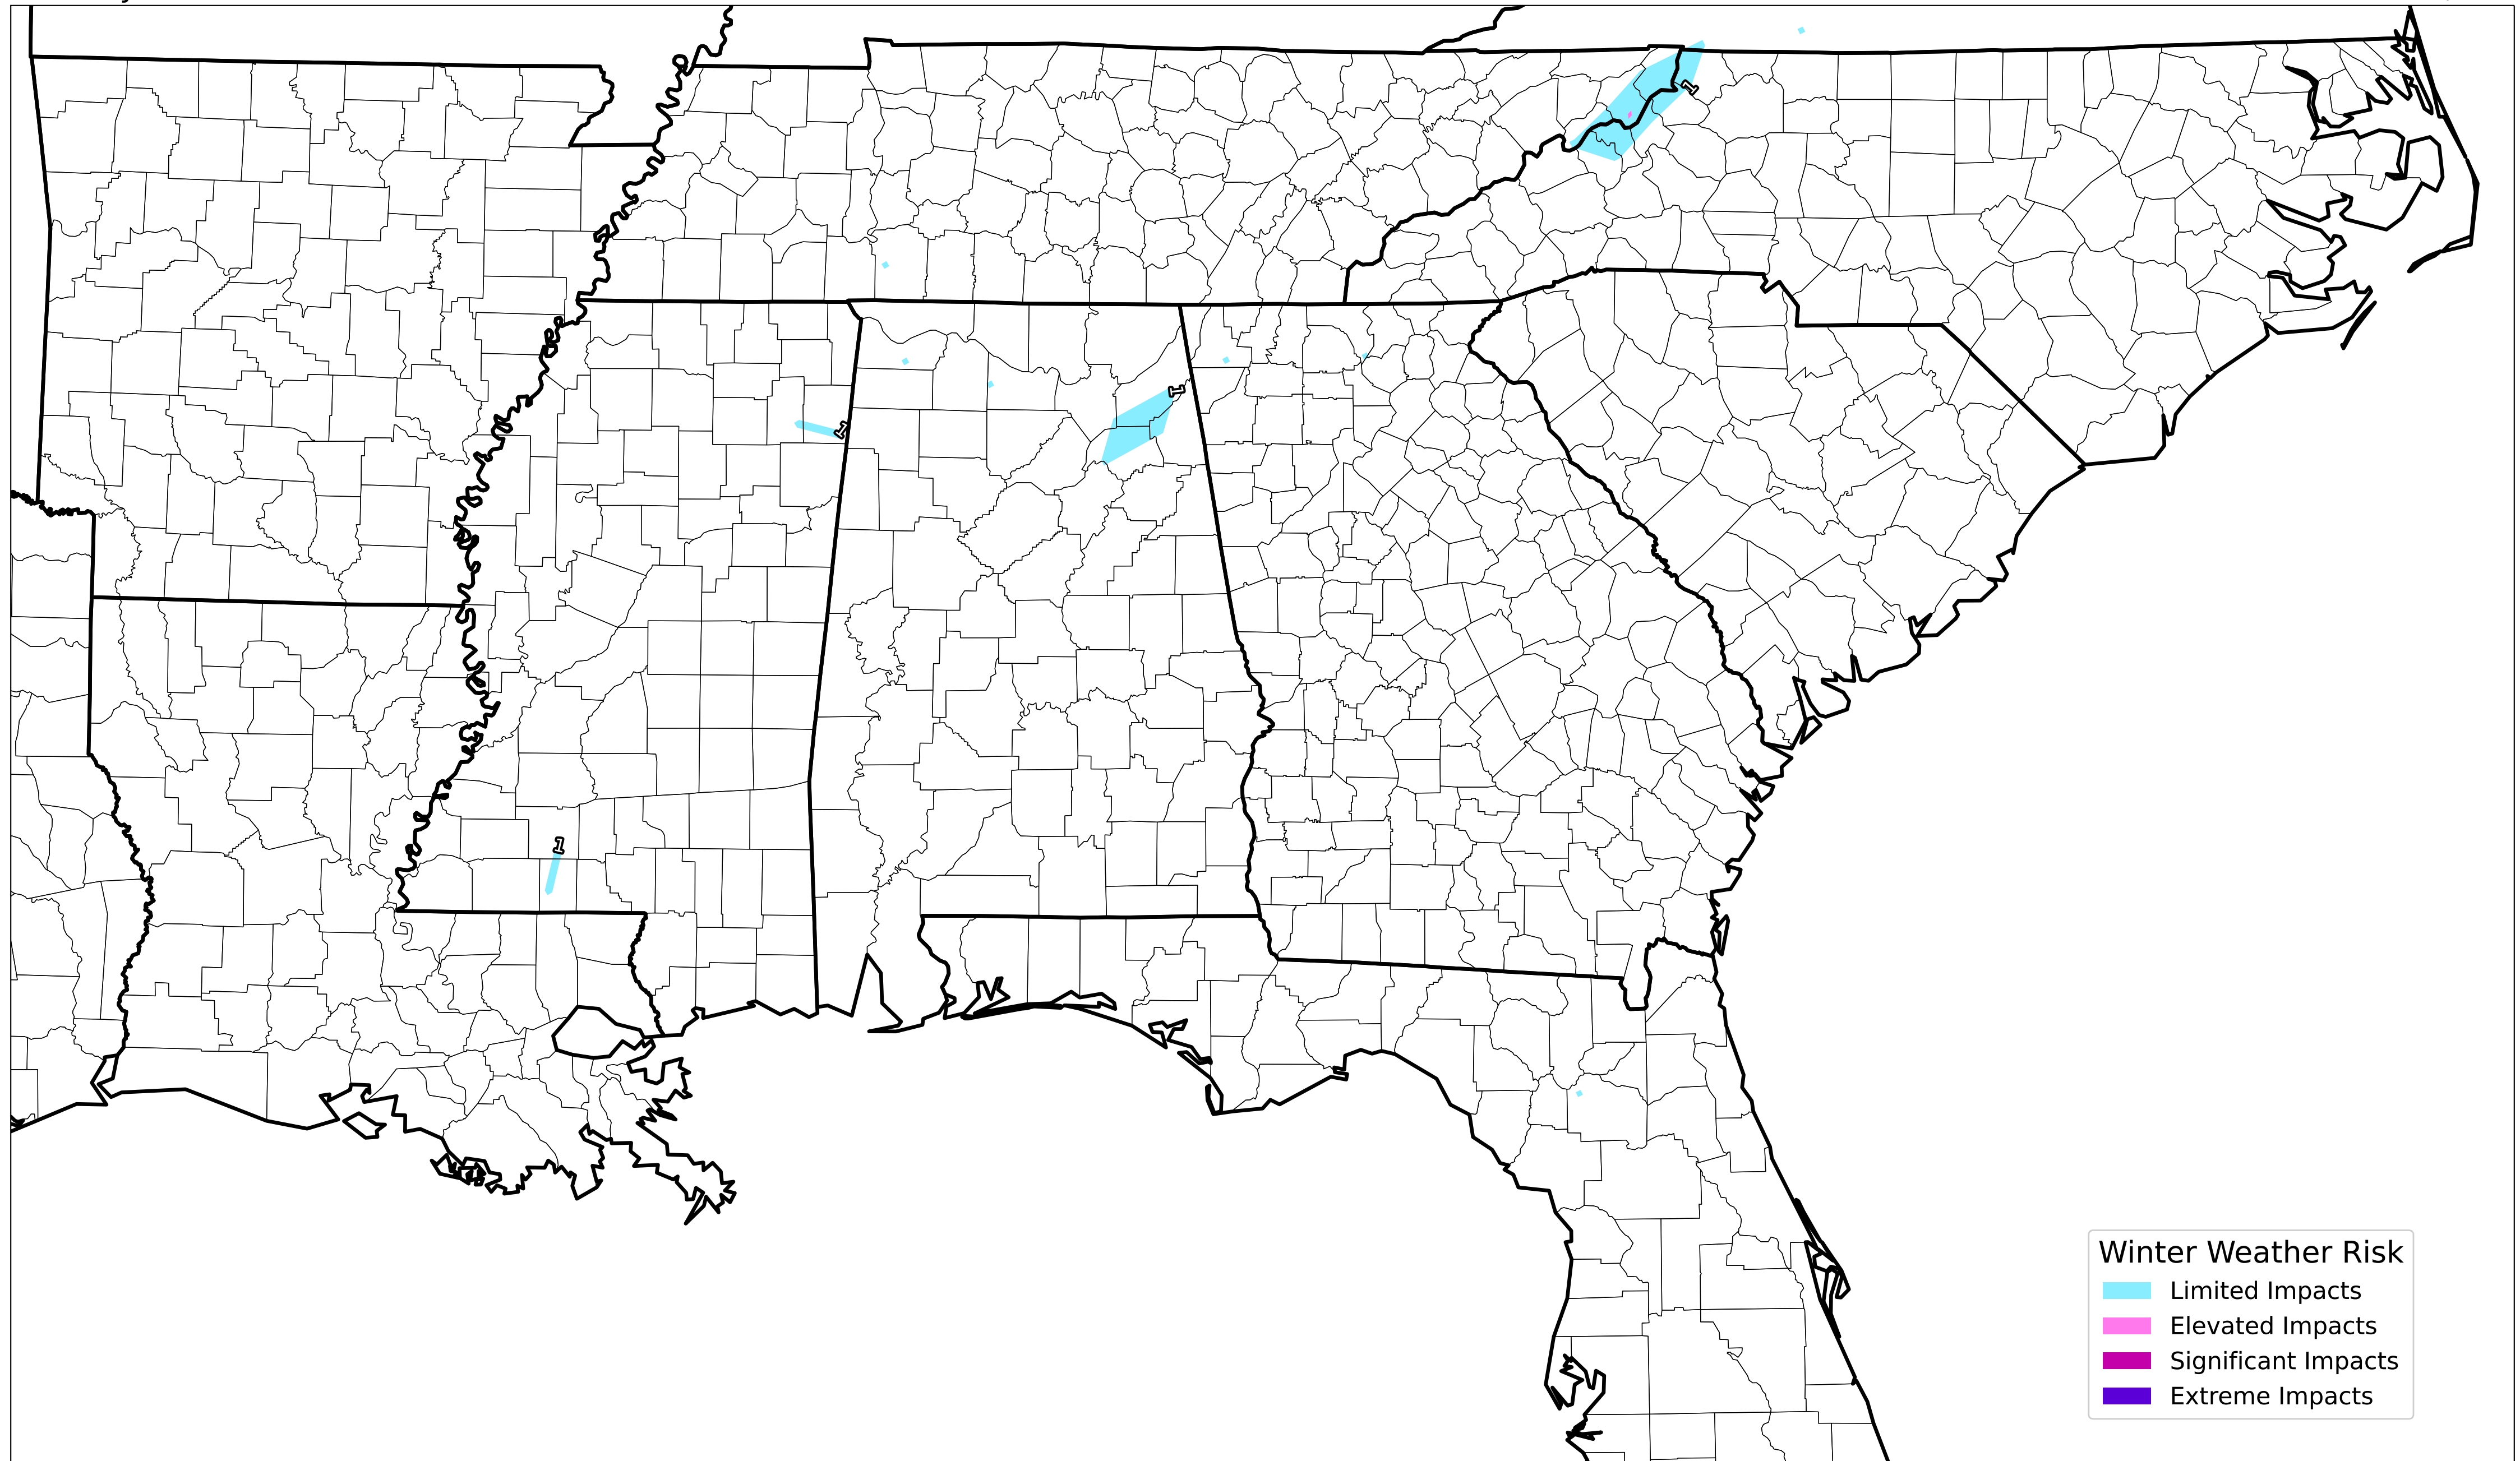 1
1
1
1
Winter Weather Risk
Limited Impacts
Elevated Impacts
Significant Impacts
Extreme Impacts